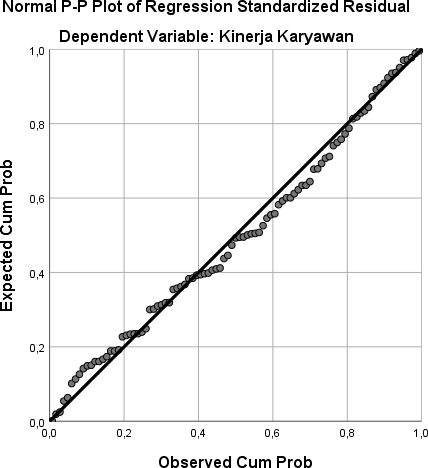 Normal P-P Plot of Regression Standardized Residual
Dependent Variable: Kinerja Karyawan
1,0
0,8
0,6
0,4
0,2
0,0
Expected Cum Prob
0,0 0,2 0,4 0,6 0,8 1,0
Observed Cum Prob